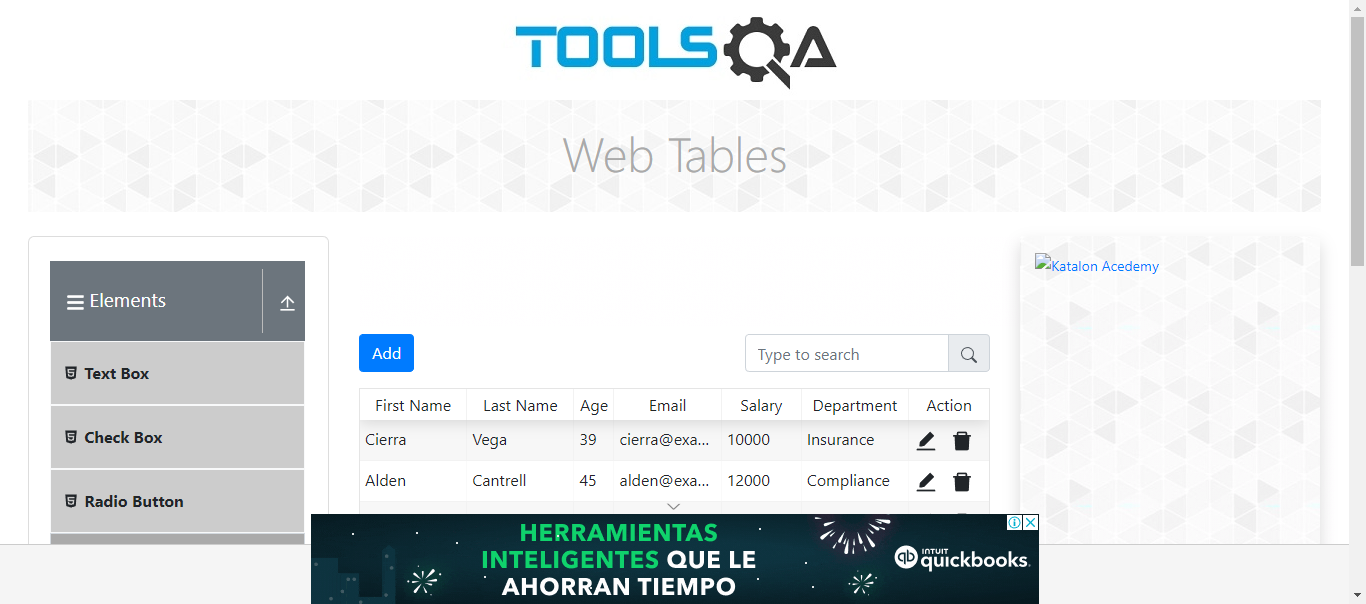 TOOLSQA
Web Tables
Elements
Text Box
Check Box
Radio Button
Add
Type to search
First Name Last Name Age Email Salary Department Action
Cierra Vega 39 cierra@exa... 10000 Insurance
Alden Cantrell 45 alden@exa... 12000 Compliance
Katalon Acedemy
HERRAMIENTAS
INTELIGENTES QUE LE
AHORRAN TIEMPO
qb INTUIT
quickbooks.